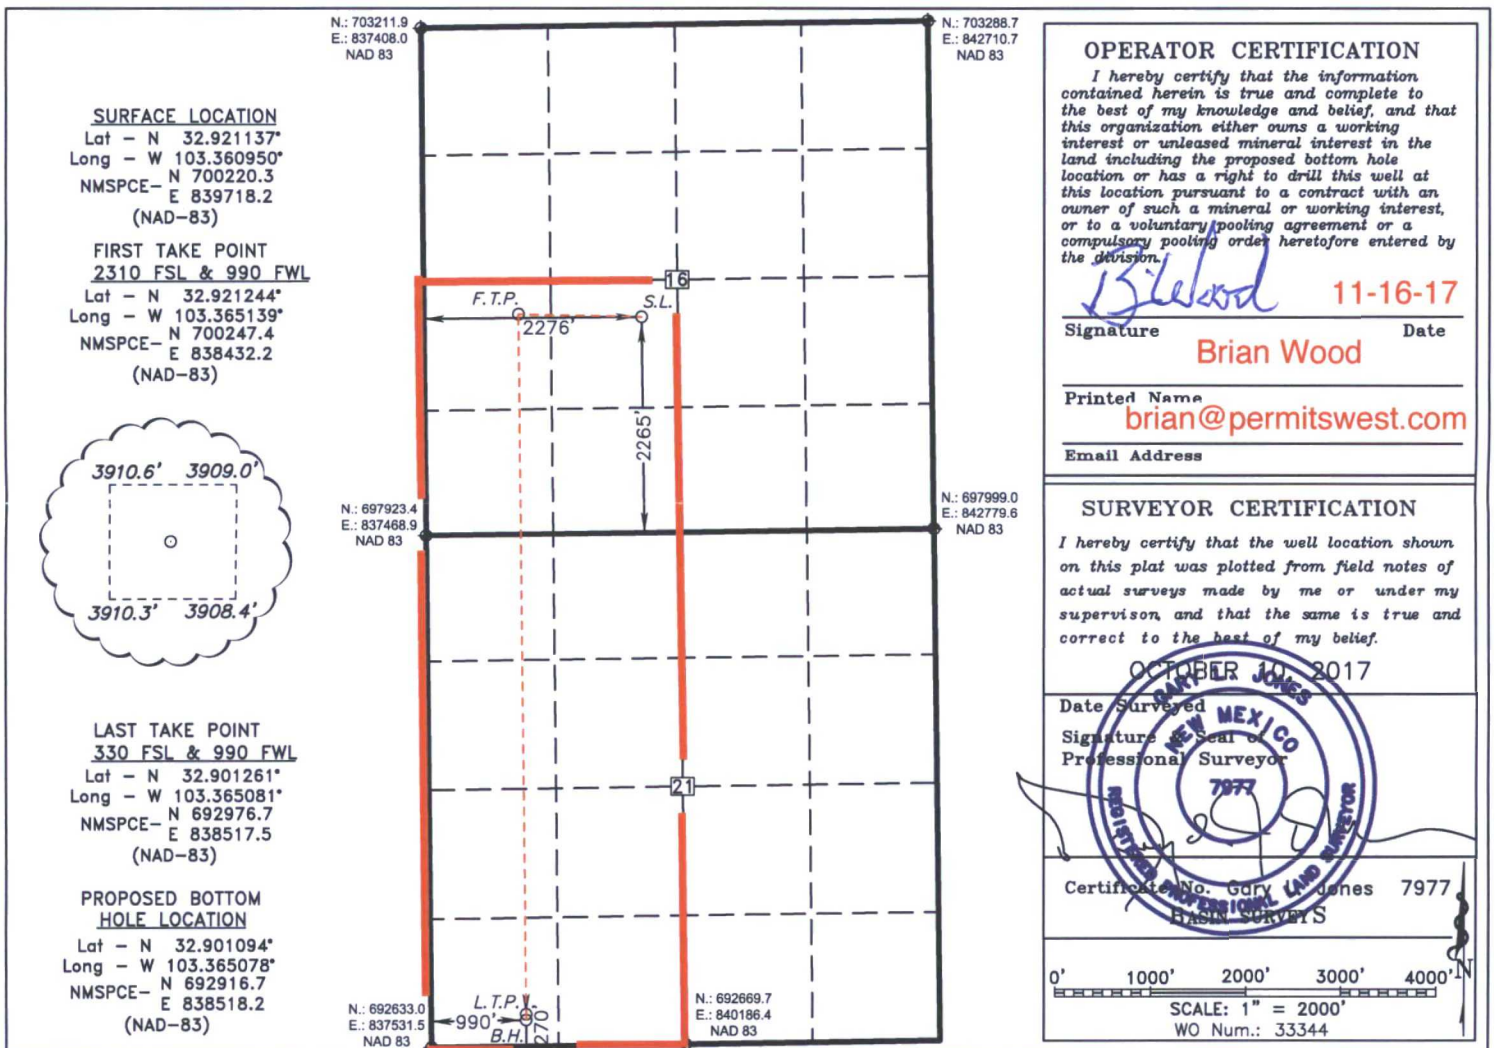 SURFACE LOCATION
Lat - N 32.921137°
Long - W 103.360950°
NMSPCE- N 700220.3
E 839718.2
(NAD-83)
FIRST TAKE POINT
2310 FSL & 990 FWL
Lat - N 32.921244°
Long - W 103.365139°
NMSPCE- N 700247.4
E 838432.2
(NAD-83)
3910.6' 3909.0'
3910.3' 3908.4'
LAST TAKE POINT
330 FSL & 990 FWL
Lat - N 32.901261°
Long - W 103.365081°
NMSPCE- N 692976.7
E 838517.5
(NAD-83)
PROPOSED BOTTOM
HOLE LOCATION
Lat - N 32.901094°
Long - W 103.365078°
NMSPCE- N 692916.7
E 838518.2
(NAD-83)
N.: 703211.9
E.: 837408.0
NAD 83
N.: 703288.7
E.: 842710.7
NAD 83
16
F.T.P.
S.L.
2276'
2265'
N.: 697923.4
E.: 837468.9
NAD 83
N.: 697999.0
E.: 842779.6
NAD 83
21
N.: 692633.0
E.: 837531.5
NAD 83
L.T.P.
990'
B.H.
270'
N.: 692669.7
E.: 840186.4
NAD 83
OPERATOR CERTIFICATION
I hereby certify that the information
contained herein is true and complete to
the best of my knowledge and belief, and that
this organization either owns a working
interest or unleased mineral interest in the
land including the proposed bottom hole
location or has a right to drill this well at
this location pursuant to a contract with an
owner of such a mineral or working interest,
or to a voluntary pooling agreement or a
compulsory pooling order heretofore entered by
the division.
B Wood
11-16-17
Signature Date
Brian Wood
Printed Name
brian@permitswest.com
Email Address
SURVEYOR CERTIFICATION
I hereby certify that the well location shown
on this plat was plotted from field notes of
actual surveys made by me or under my
supervison, and that the same is true and
correct to the best of my belief.
OCTOBER 10, 2017
Date Surveyed
Signature & Seal of
Professional Surveyor
GARY L. JONES
NEW MEXICO
7977
REGISTERED PROFESSIONAL LAND SURVEYOR
Certificate No. Gary L. Jones 7977
BASIN SURVEYS
N
0' 1000' 2000' 3000' 4000'
SCALE: 1" = 2000'
WO Num.: 33344